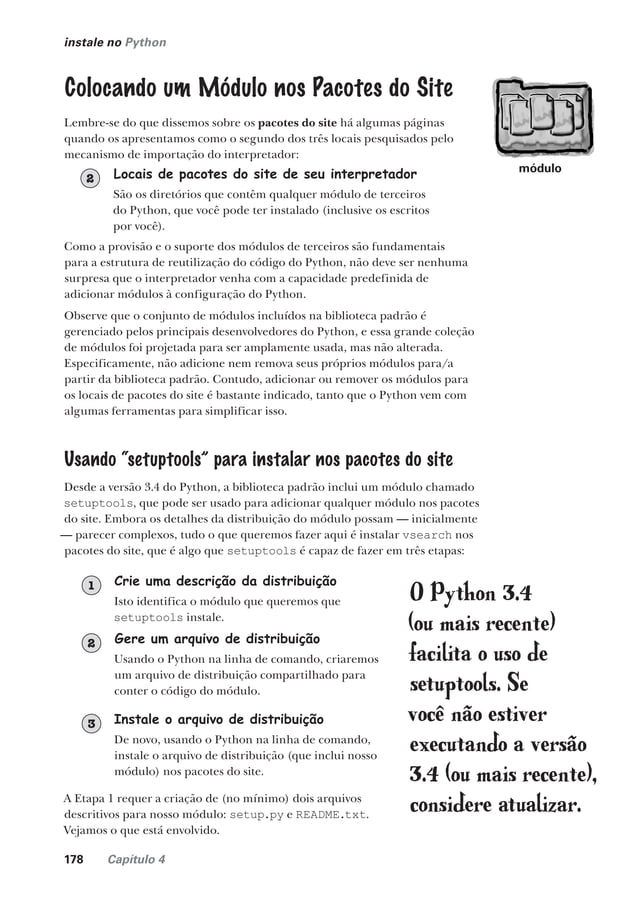 instale no Python
Colocando um Módulo nos Pacotes do Site
Lembre-se do que dissemos sobre os pacotes do site há algumas páginas
quando os apresentamos como o segundo dos três locais pesquisados pelo
mecanismo de importação do interpretador:
módulo
2 Locais de pacotes do site de seu interpretador
São os diretórios que contêm qualquer módulo de terceiros
do Python, que você pode ter instalado (inclusive os escritos
por você).
Como a provisão e o suporte dos módulos de terceiros são fundamentais
para a estrutura de reutilização do código do Python, não deve ser nenhuma
surpresa que o interpretador venha com a capacidade predefinida de
adicionar módulos à configuração do Python.
Observe que o conjunto de módulos incluídos na biblioteca padrão é
gerenciado pelos principais desenvolvedores do Python, e essa grande coleção
de módulos foi projetada para ser amplamente usada, mas não alterada.
Especificamente, não adicione nem remova seus próprios módulos para/a
partir da biblioteca padrão. Contudo, adicionar ou remover os módulos para
os locais de pacotes do site é bastante indicado, tanto que o Python vem com
algumas ferramentas para simplificar isso.
Usando “setuptools” para instalar nos pacotes do site
Desde a versão 3.4 do Python, a biblioteca padrão inclui um módulo chamado
setuptools, que pode ser usado para adicionar qualquer módulo nos pacotes
do site. Embora os detalhes da distribuição do módulo possam — inicialmente
— parecer complexos, tudo o que queremos fazer aqui é instalar vsearch nos
pacotes do site, que é algo que setuptools é capaz de fazer em três etapas:
1 Crie uma descrição da distribuição
Isto identifica o módulo que queremos que
setuptools instale.
2 Gere um arquivo de distribuição
Usando o Python na linha de comando, criaremos
um arquivo de distribuição compartilhado para
conter o código do módulo.
3 Instale o arquivo de distribuição
De novo, usando o Python na linha de comando,
instale o arquivo de distribuição (que inclui nosso
módulo) nos pacotes do site.
A Etapa 1 requer a criação de (no mínimo) dois arquivos
descritivos para nosso módulo: setup.py e README.txt.
Vejamos o que está envolvido.
O Python 3.4
(ou mais recente)
facilita o uso de
setuptools. Se
você não estiver
executando a versão
3.4 (ou mais recente),
considere atualizar.
178 Capítulo 4